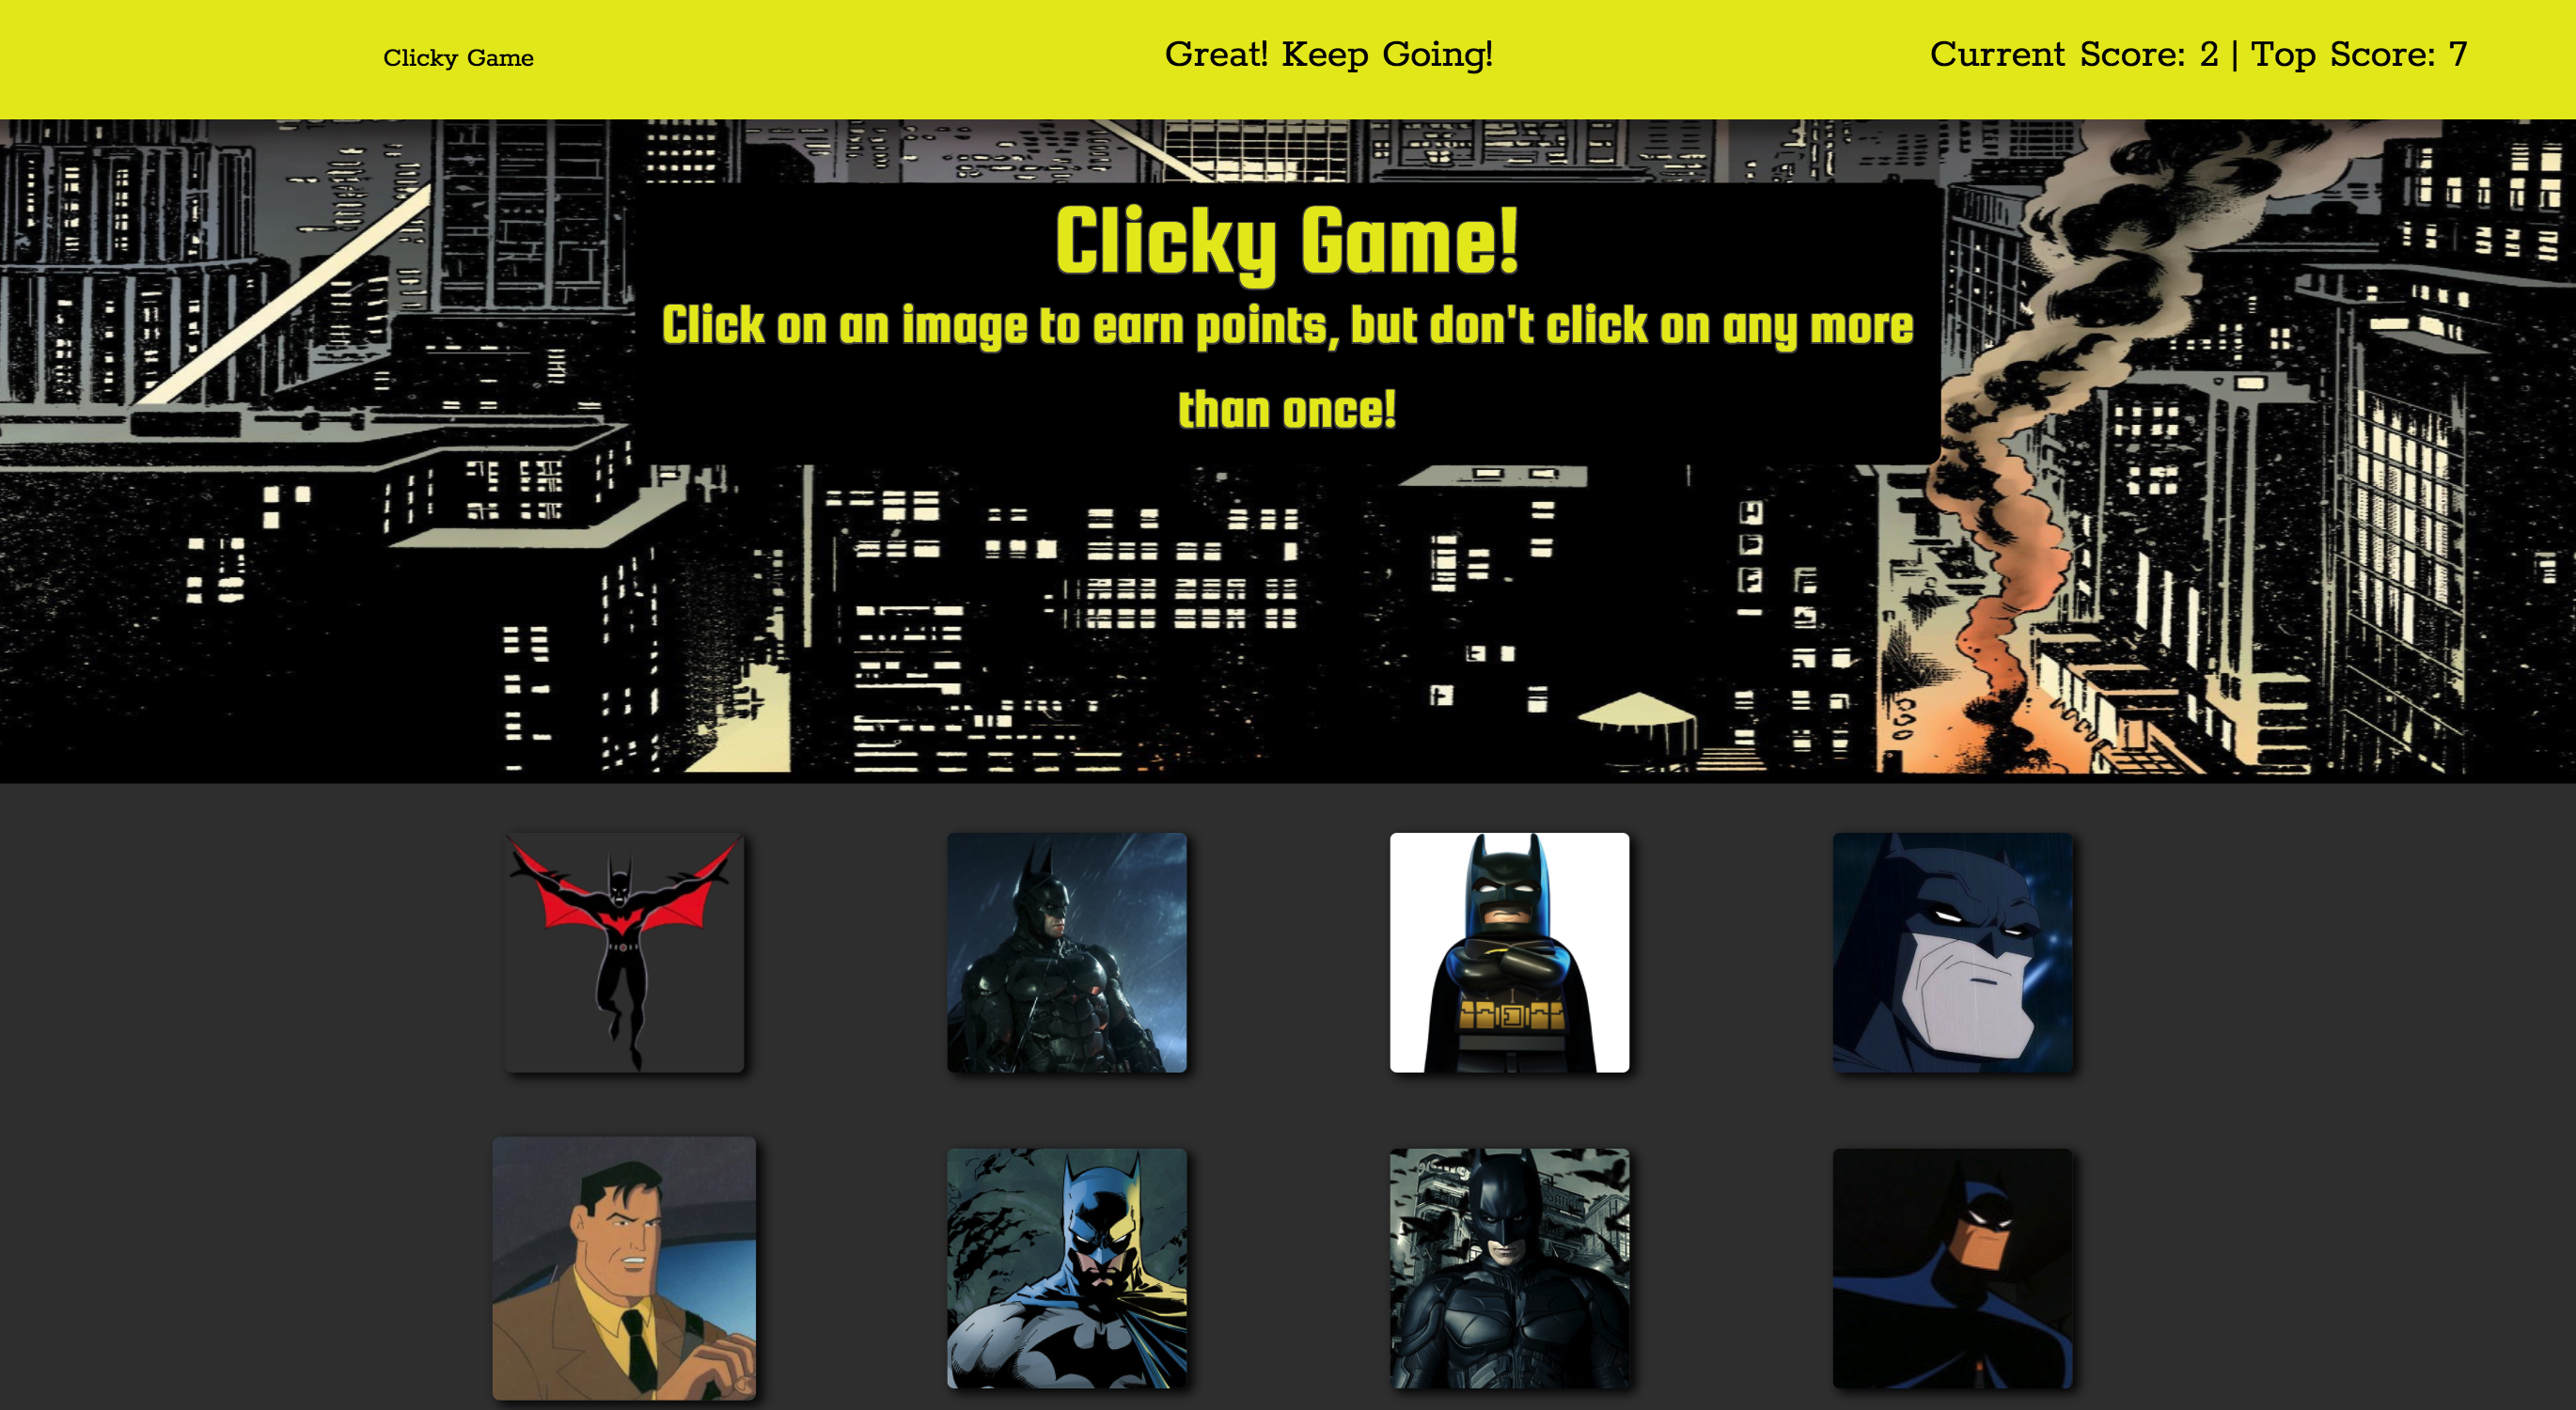 Clicky Game
Great! Keep Going!
Current Score: 2 | Top Score: 7
Clicky Game!
Click on an image to earn points, but don't click on any more
than once!